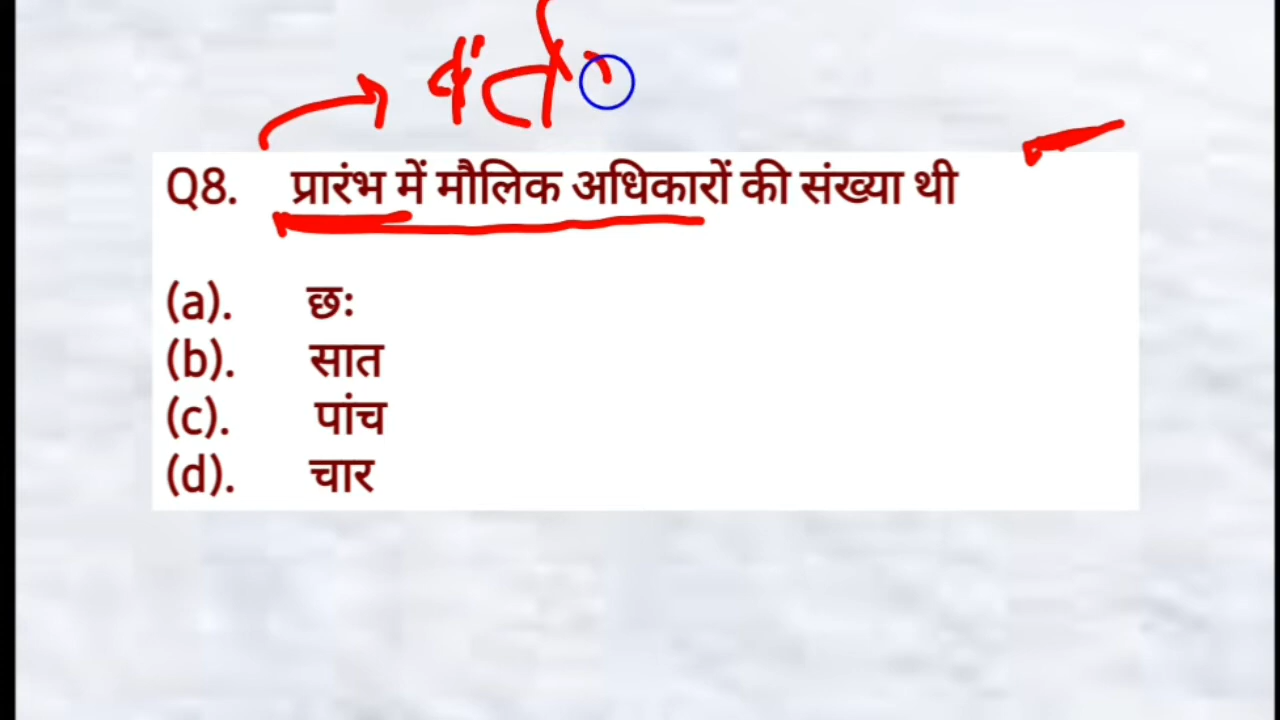 Q8. प्रारंभ में मौलिक अधिकारों की संख्या थी
(a). छः
(b). सात
(c). पांच
(d). चार